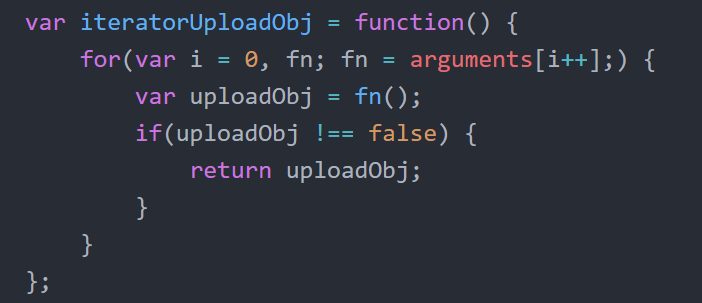 var iteratorUploadObj = function() {
    for(var i = 0, fn; fn = arguments[i++];) {
        var uploadObj = fn();
        if(uploadObj !== false) {
            return uploadObj;
        }
    }
};